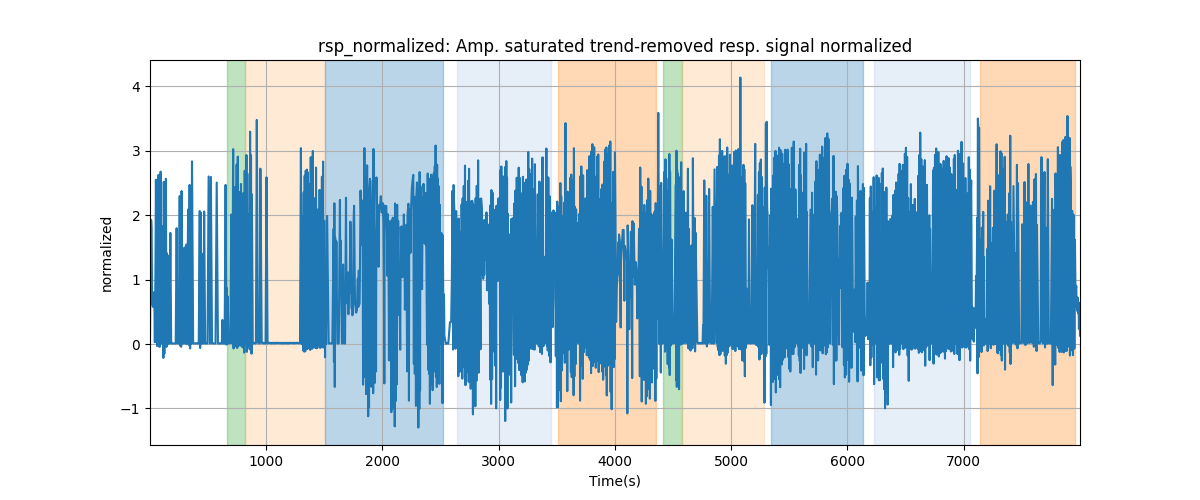 rsp_normalized: Amp. saturated trend-removed resp. signal normalized
4
3
2
1
0
−1
normalized
1000 2000 3000 4000 5000 6000 7000
Time(s)